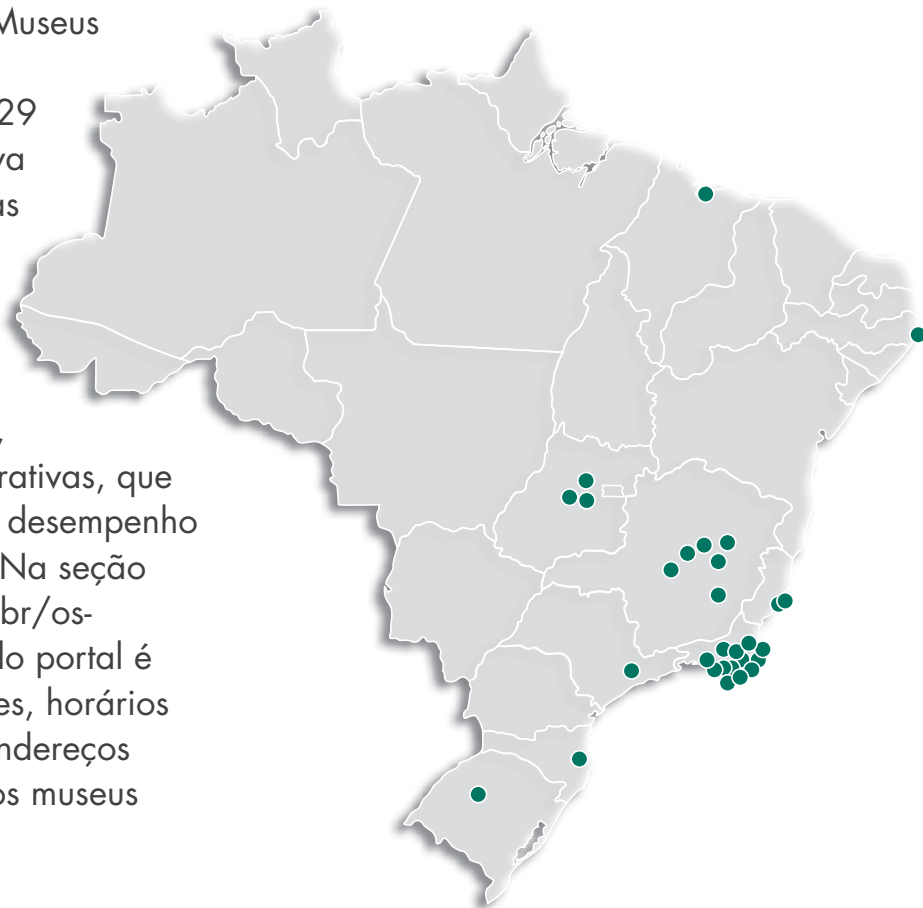 Museus
29
va
as
,
rativas, que
desempenho
Na seção
br/os-
do portal é
es, horários
ndereços
os museus